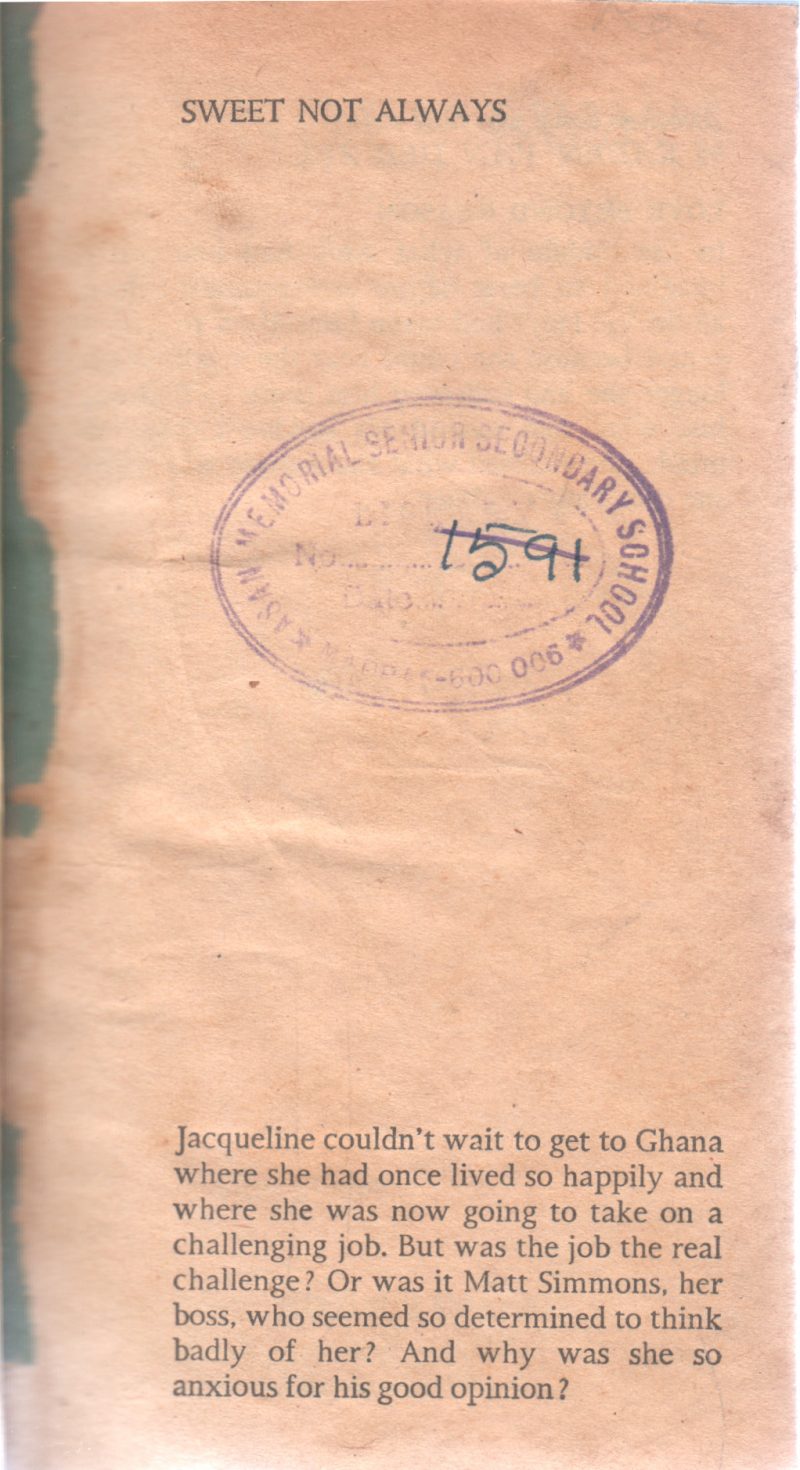 SWEET NOT ALWAYS
ASAN MEMORIAL SENIOR SECONDARY SCHOOL
No.
1591
Date
600 006
Jacqueline couldn't wait to get to Ghana
where she had once lived so happily and
where she was now going to take on a
challenging job. But was the job the real
challenge? Or was it Matt Simmons, her
boss, who seemed so determined to think
badly of her? And why was she so
anxious for his good opinion?